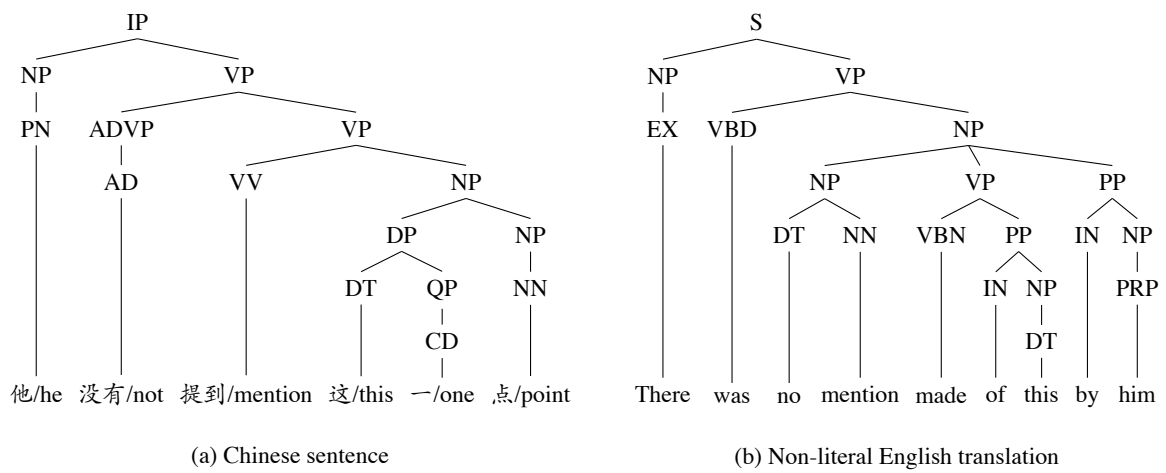 IP S
NP VP NP VP
PN ADVP VP EX VBD NP
AD VV NP NP VP PP
DP NP DT NN VBN PP IN NP
DT QP NN IN NP PRP
CD DT
他/he 没有/not 提到/mention 这/this 一/one 点/point There was no mention made of this by him
(a) Chinese sentence (b) Non-literal English translation